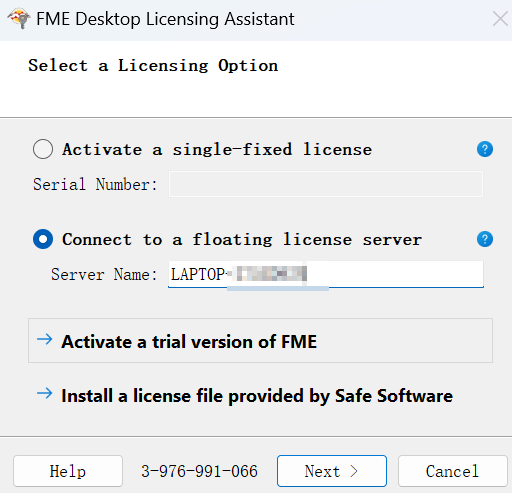 FME Desktop Licensing Assistant
Select a Licensing Option
Activate a single-fixed license
Serial Number:
Connect to a floating license server
Server Name: LAPTOP-
Activate a trial version of FME
Install a license file provided by Safe Software
Help 3-976-991-066 Next > Cancel